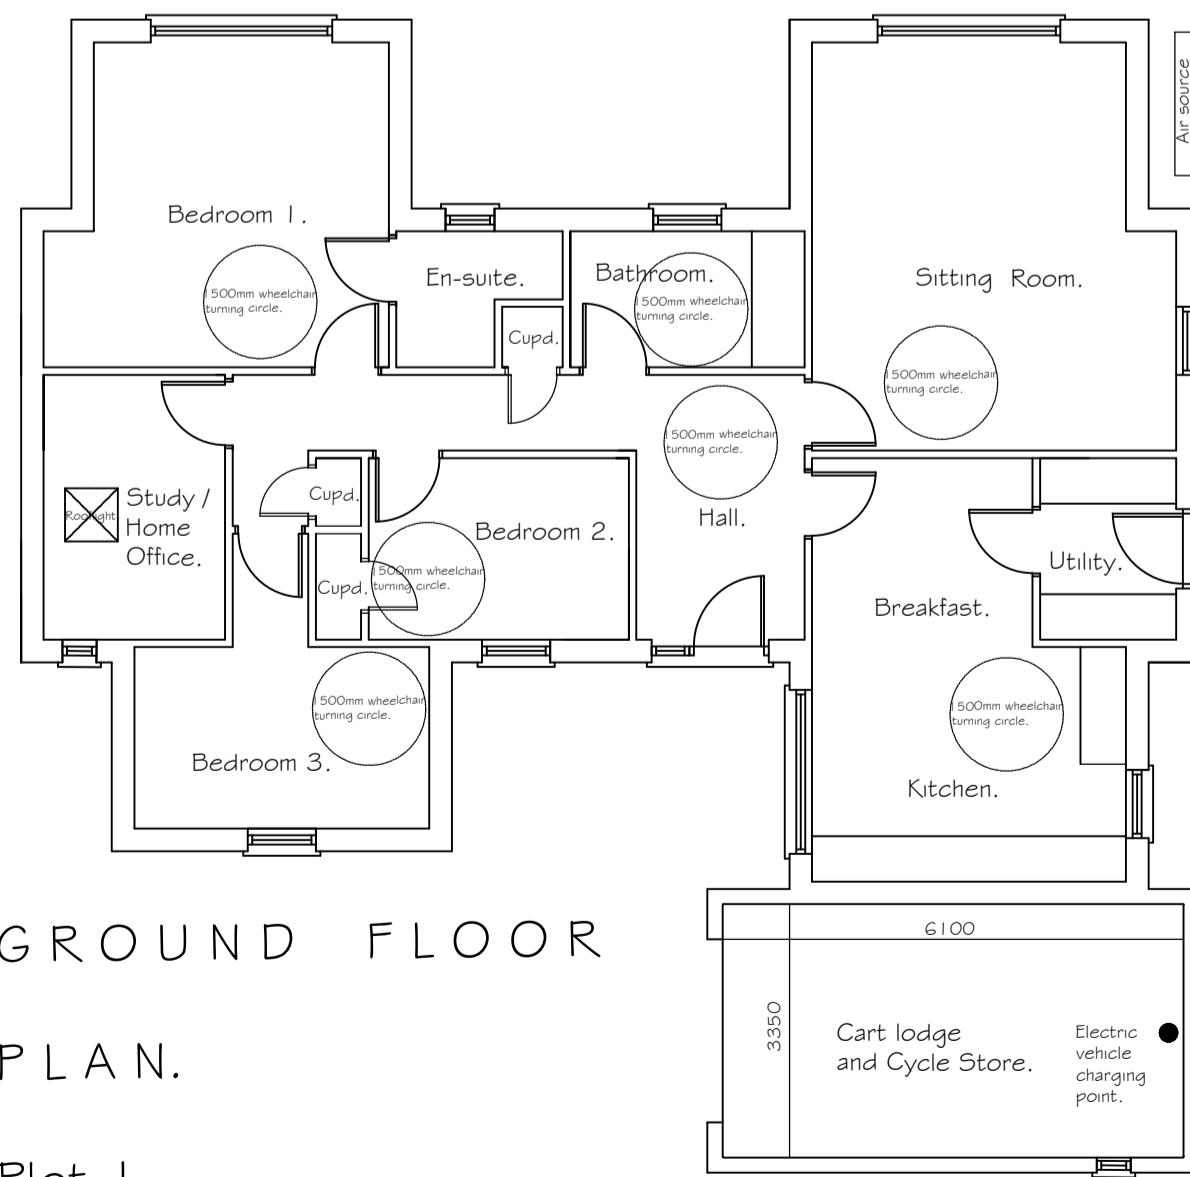 Air source
Bedroom 1.
1500mm wheelchair
turning circle.
En-suite.
Bathroom.
1500mm wheelchair
turning circle.
Sitting Room.
1500mm wheelchair
turning circle.
Cupd.
1500mm wheelchair
turning circle.
Hall.
Study /
Home
Office.
Rooflight
Cupd.
Bedroom 2.
1500mm wheelchair
turning circle.
Cupd.
Utility.
Breakfast.
1500mm wheelchair
turning circle.
Kitchen.
1500mm wheelchair
turning circle.
Bedroom 3.
GROUND FLOOR
PLAN.
Plot 1
6100
3350
Cart lodge
and Cycle Store.
Electric
vehicle
charging
point.